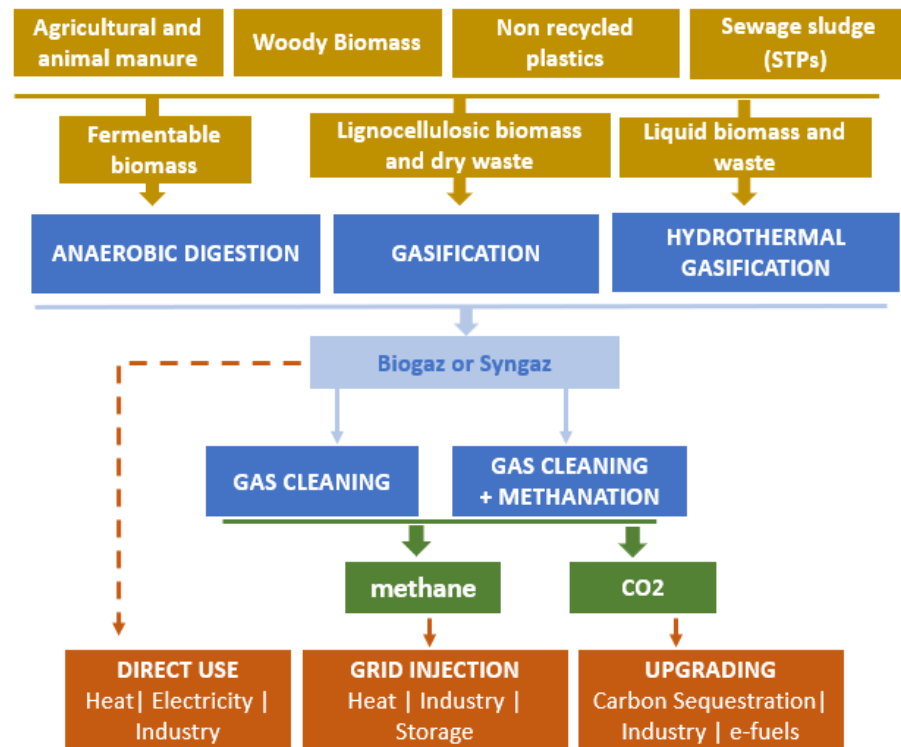 Agricultural and
animal manure
Woody Biomass
Non recycled
plastics
Sewage sludge
(STPs)
Fermentable
biomass
Lignocellulosic biomass
and dry waste
Liquid biomass and
waste
ANAEROBIC DIGESTION
GASIFICATION
HYDROTHERMAL
GASIFICATION
Biogaz or Syngaz
GAS CLEANING
GAS CLEANING
+ METHANATION
methane
CO2
DIRECT USE
Heat| Electricity |
Industry
GRID INJECTION
Heat | Industry |
Storage
UPGRADING
Carbon Sequestration|
Industry | e-fuels